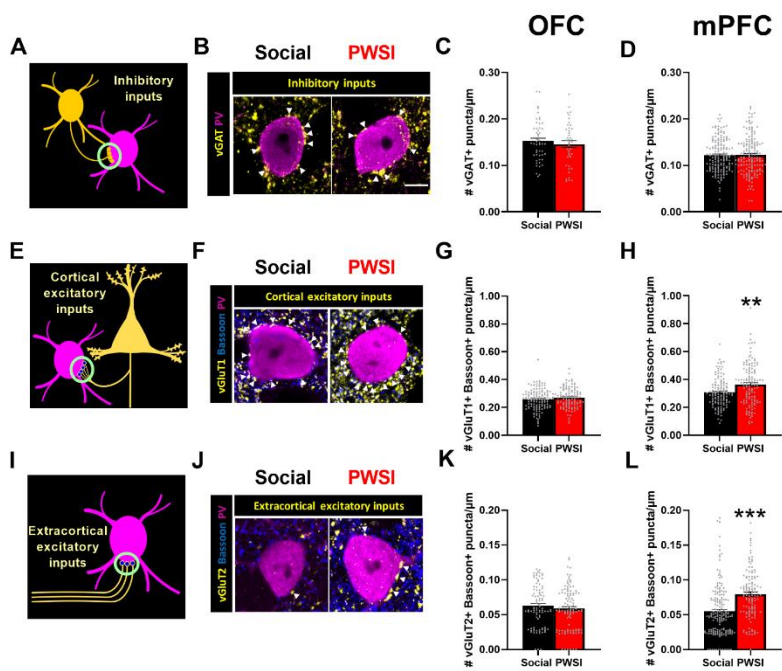 OFC mPFC
A B Social PWSI C D
Inhibitory inputs
Inhibitory
inputs
vGAT PV
# vGAT+ puncta/µm
0.30
0.20
0.10
0.00
Social PWSI
# vGAT+ puncta/µm
0.30
0.20
0.10
0.00
Social PWSI
E F Social PWSI G H
Cortical
excitatory
inputs
Cortical excitatory inputs
vGluT1 Bassoon PV
# vGluT1+ Bassoon+ puncta/µm
1.00
0.80
0.60
0.40
0.20
0.00
Social PWSI
# vGluT1+ Bassoon+ puncta/µm
1.00
0.80
0.60
0.40
0.20
0.00
**
Social PWSI
I J Social PWSI K L
Extracortical
excitatory
inputs
Extracortical excitatory inputs
vGluT2 Bassoon PV
# vGluT2+ Bassoon+ puncta/µm
0.20
0.15
0.10
0.05
0.00
Social PWSI
# vGluT2+ Bassoon+ puncta/µm
0.20
0.15
0.10
0.05
0.00
***
Social PWSI